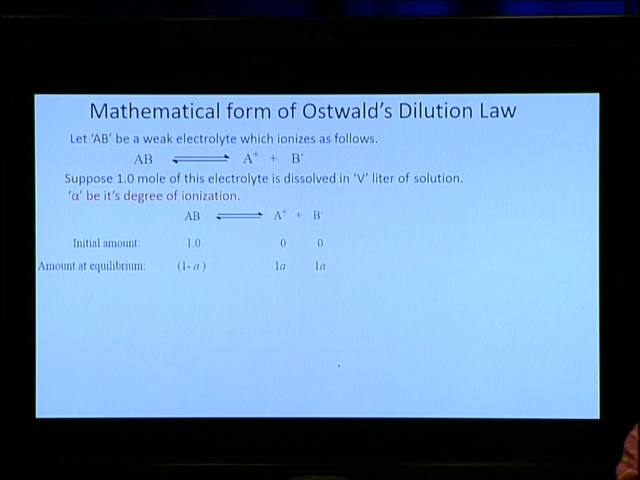 Mathematical form of Ostwald's Dilution Law
Let 'AB' be a weak electrolyte which ionizes as follows.
AB ⇌ A⁺ + B⁻
Suppose 1.0 mole of this electrolyte is dissolved in 'V' liter of solution.
'α' be it's degree of ionization.
AB ⇌ A⁺ + B⁻
Initial amount: 1.0 0 0
Amount at equilibrium: (1- α ) 1α 1α